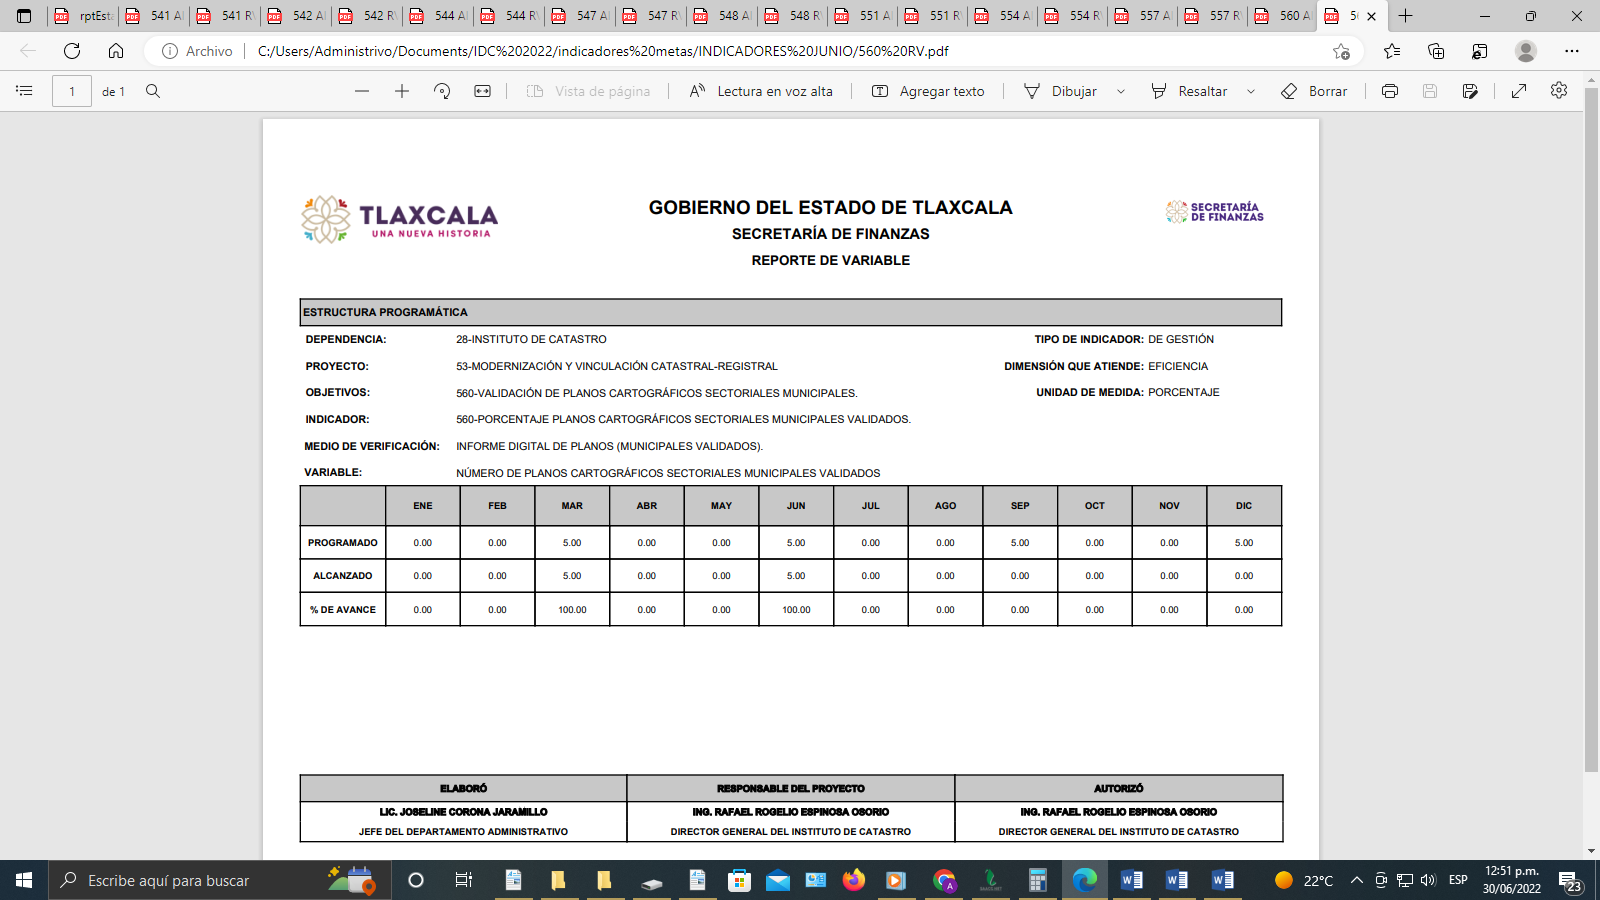 rptEsta
541 A
541 RV
542 A
542 RV
544 A
544 RV
547 A
547 RV
548 A
548 RV
551 A
551 RV
554 A
554 RV
557 A
557 RV
560 A
Archivo
C:/Users/Administrivo/Documents/IDC%202022/indicadores%20metas/INDICADORES%20JUNIO/560%20RV.pdf
1 de 1
Vista de página
Lectura en voz alta
Agregar texto
Dibujar
Resaltar
Borrar
TLAXCALA
UNA NUEVA HISTORIA
GOBIERNO DEL ESTADO DE TLAXCALA
SECRETARÍA DE FINANZAS
REPORTE DE VARIABLE
SECRETARÍA
DE FINANZAS
ESTRUCTURA PROGRAMÁTICA
DEPENDENCIA: 28-INSTITUTO DE CATASTRO TIPO DE INDICADOR: DE GESTIÓN
PROYECTO: 53-MODERNIZACIÓN Y VINCULACIÓN CATASTRAL-REGISTRAL DIMENSIÓN QUE ATIENDE: EFICIENCIA
OBJETIVOS: 560-VALIDACIÓN DE PLANOS CARTOGRÁFICOS SECTORIALES MUNICIPALES. UNIDAD DE MEDIDA: PORCENTAJE
INDICADOR: 560-PORCENTAJE PLANOS CARTOGRÁFICOS SECTORIALES MUNICIPALES VALIDADOS.
MEDIO DE VERIFICACIÓN: INFORME DIGITAL DE PLANOS (MUNICIPALES VALIDADOS).
VARIABLE: NÚMERO DE PLANOS CARTOGRÁFICOS SECTORIALES MUNICIPALES VALIDADOS
ENE FEB MAR ABR MAY JUN JUL AGO SEP OCT NOV DIC
PROGRAMADO 0.00 0.00 5.00 0.00 0.00 5.00 0.00 0.00 5.00 0.00 0.00 5.00
ALCANZADO 0.00 0.00 5.00 0.00 0.00 5.00 0.00 0.00 0.00 0.00 0.00 0.00
% DE AVANCE 0.00 0.00 100.00 0.00 0.00 100.00 0.00 0.00 0.00 0.00 0.00 0.00
ELABORÓ RESPONSABLE DEL PROYECTO AUTORIZÓ
LIC. JOSELINE CORONA JARAMILLO ING. RAFAEL ROGELIO ESPINOSA OSORIO ING. RAFAEL ROGELIO ESPINOSA OSORIO
JEFE DEL DEPARTAMENTO ADMINISTRATIVO DIRECTOR GENERAL DEL INSTITUTO DE CATASTRO DIRECTOR GENERAL DEL INSTITUTO DE CATASTRO
Escribe aquí para buscar
22°C
ESP
12:51 p.m.
30/06/2022
23